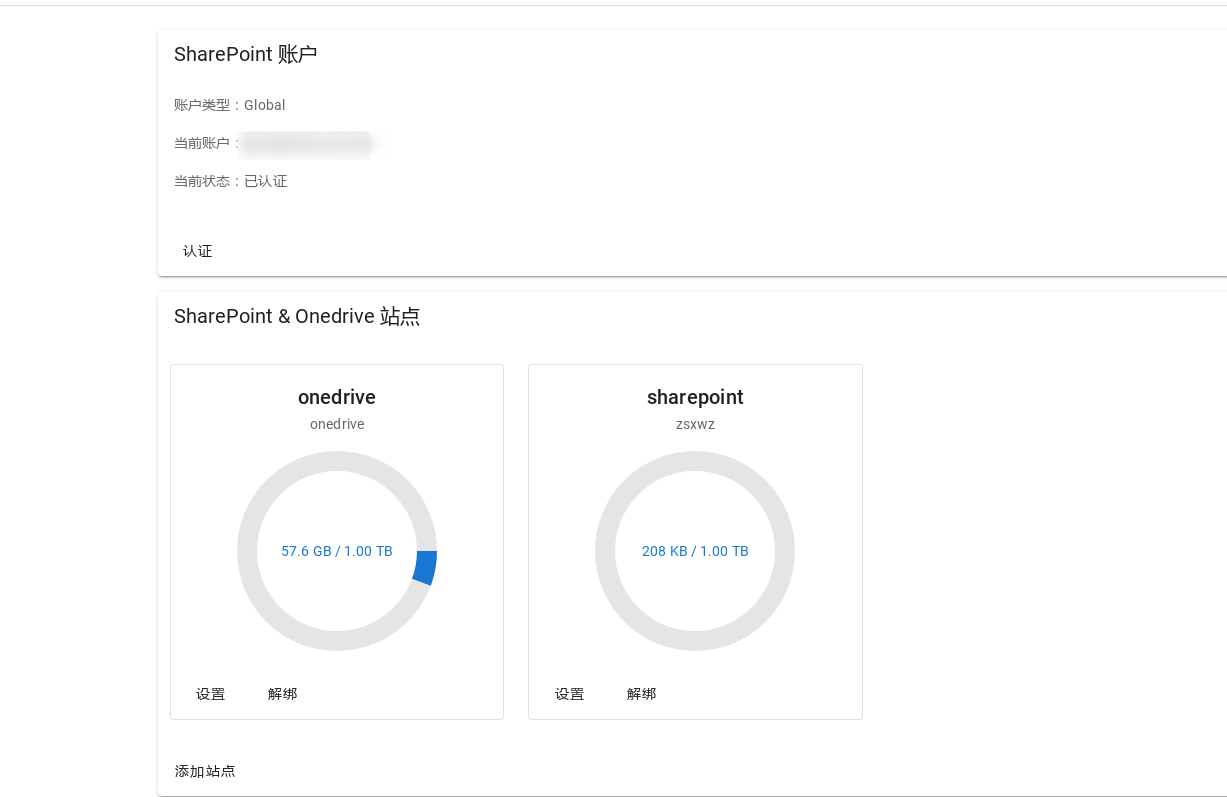 SharePoint 账户
账户类型：Global
当前账户：
当前状态：已认证
认证
SharePoint & Onedrive 站点
onedrive
onedrive
57.6 GB / 1.00 TB
设置 解绑
sharepoint
zsxwz
208 KB / 1.00 TB
设置 解绑
添加站点